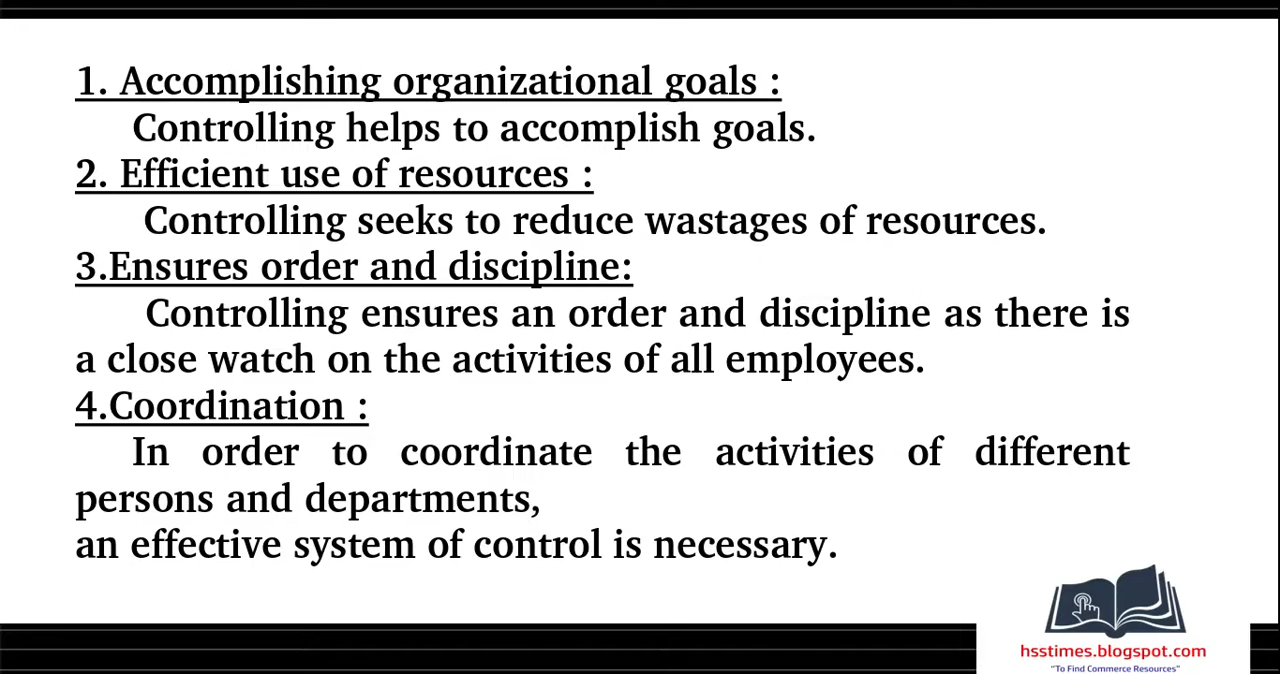 1. Accomplishing organizational goals :
Controlling helps to accomplish goals.
2. Efficient use of resources :
Controlling seeks to reduce wastages of resources.
3.Ensures order and discipline:
Controlling ensures an order and discipline as there is
a close watch on the activities of all employees.
4.Coordination :
In order to coordinate the activities of different
persons and departments,
an effective system of control is necessary.
hsstimes.blogspot.com
"To Find Commerce Resources"